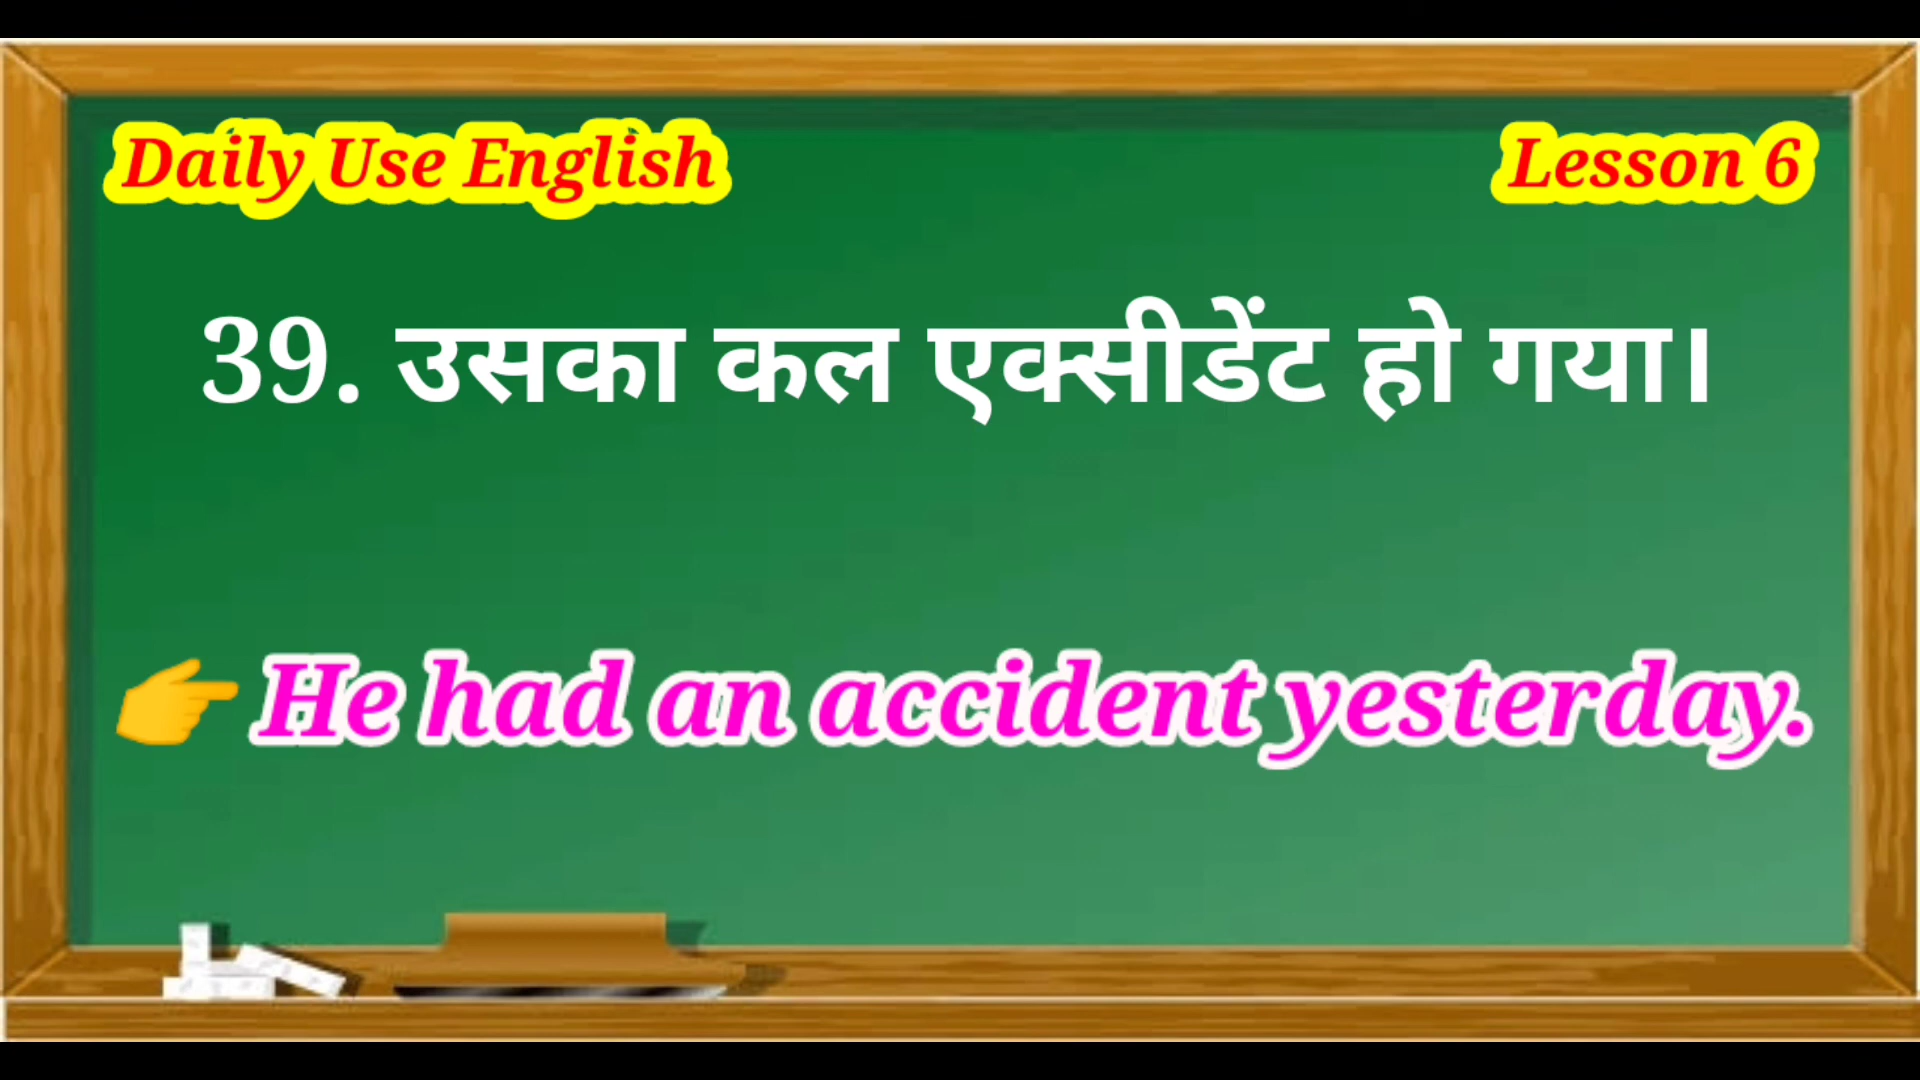 Daily Use English
Lesson 6
39. उसका कल एक्सीडेंट हो गया।
👉 He had an accident yesterday.